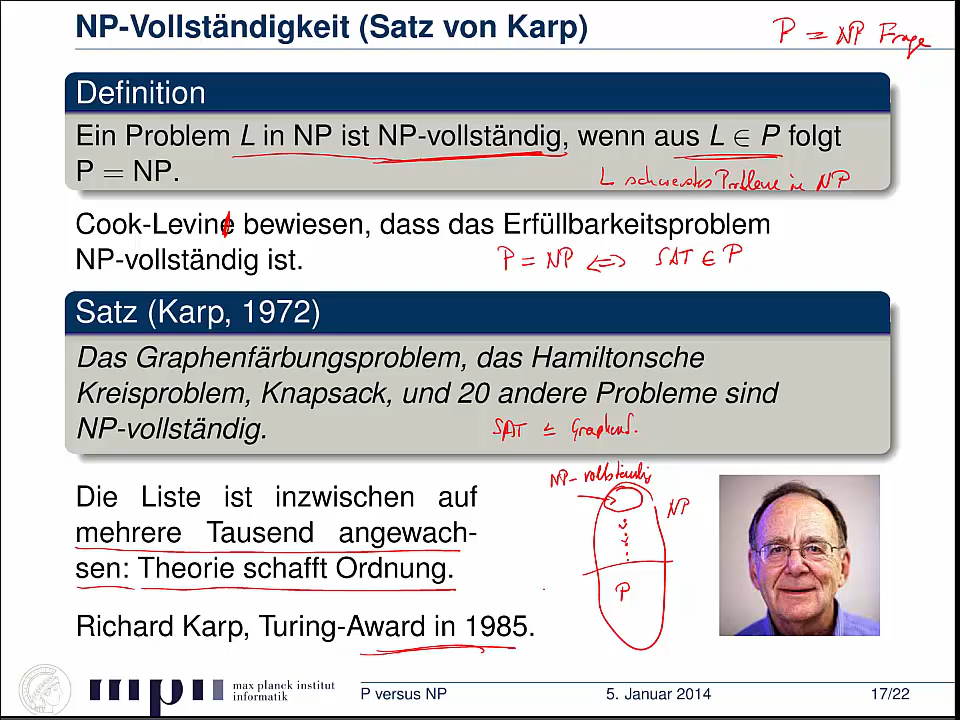 NP-Vollständigkeit (Satz von Karp)
P = NP Frage
Definition
Ein Problem L in NP ist NP-vollständig, wenn aus L ∈ P folgt
P = NP.
L schwerstes Problem in NP
Cook-Levine bewiesen, dass das Erfüllbarkeitsproblem
NP-vollständig ist.
P = NP ⇔ SAT ∈ P
Satz (Karp, 1972)
Das Graphenfärbungsproblem, das Hamiltonsche
Kreisproblem, Knapsack, und 20 andere Probleme sind
NP-vollständig.
SAT ≤ Graphenf.
Die Liste ist inzwischen auf
mehrere Tausend angewach-
sen: Theorie schafft Ordnung.
NP-vollständig
NP
P
Richard Karp, Turing-Award in 1985.
max planck institut
informatik
P versus NP
5. Januar 2014
17/22